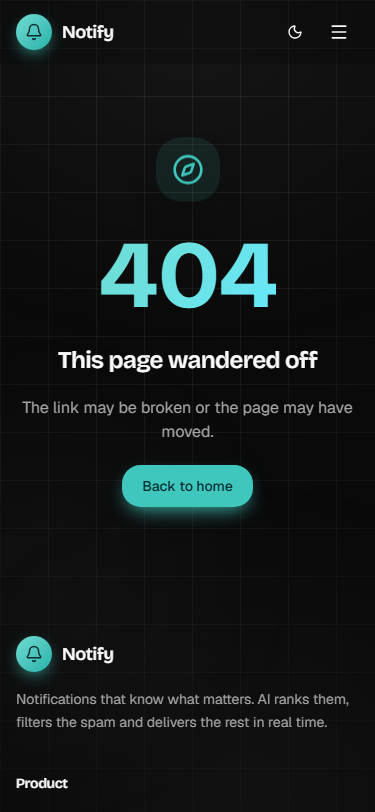 Notify
404
This page wandered off
The link may be broken or the page may have
moved.
Back to home
Notify
Notifications that know what matters. AI ranks them,
filters the spam and delivers the rest in real time.
Product